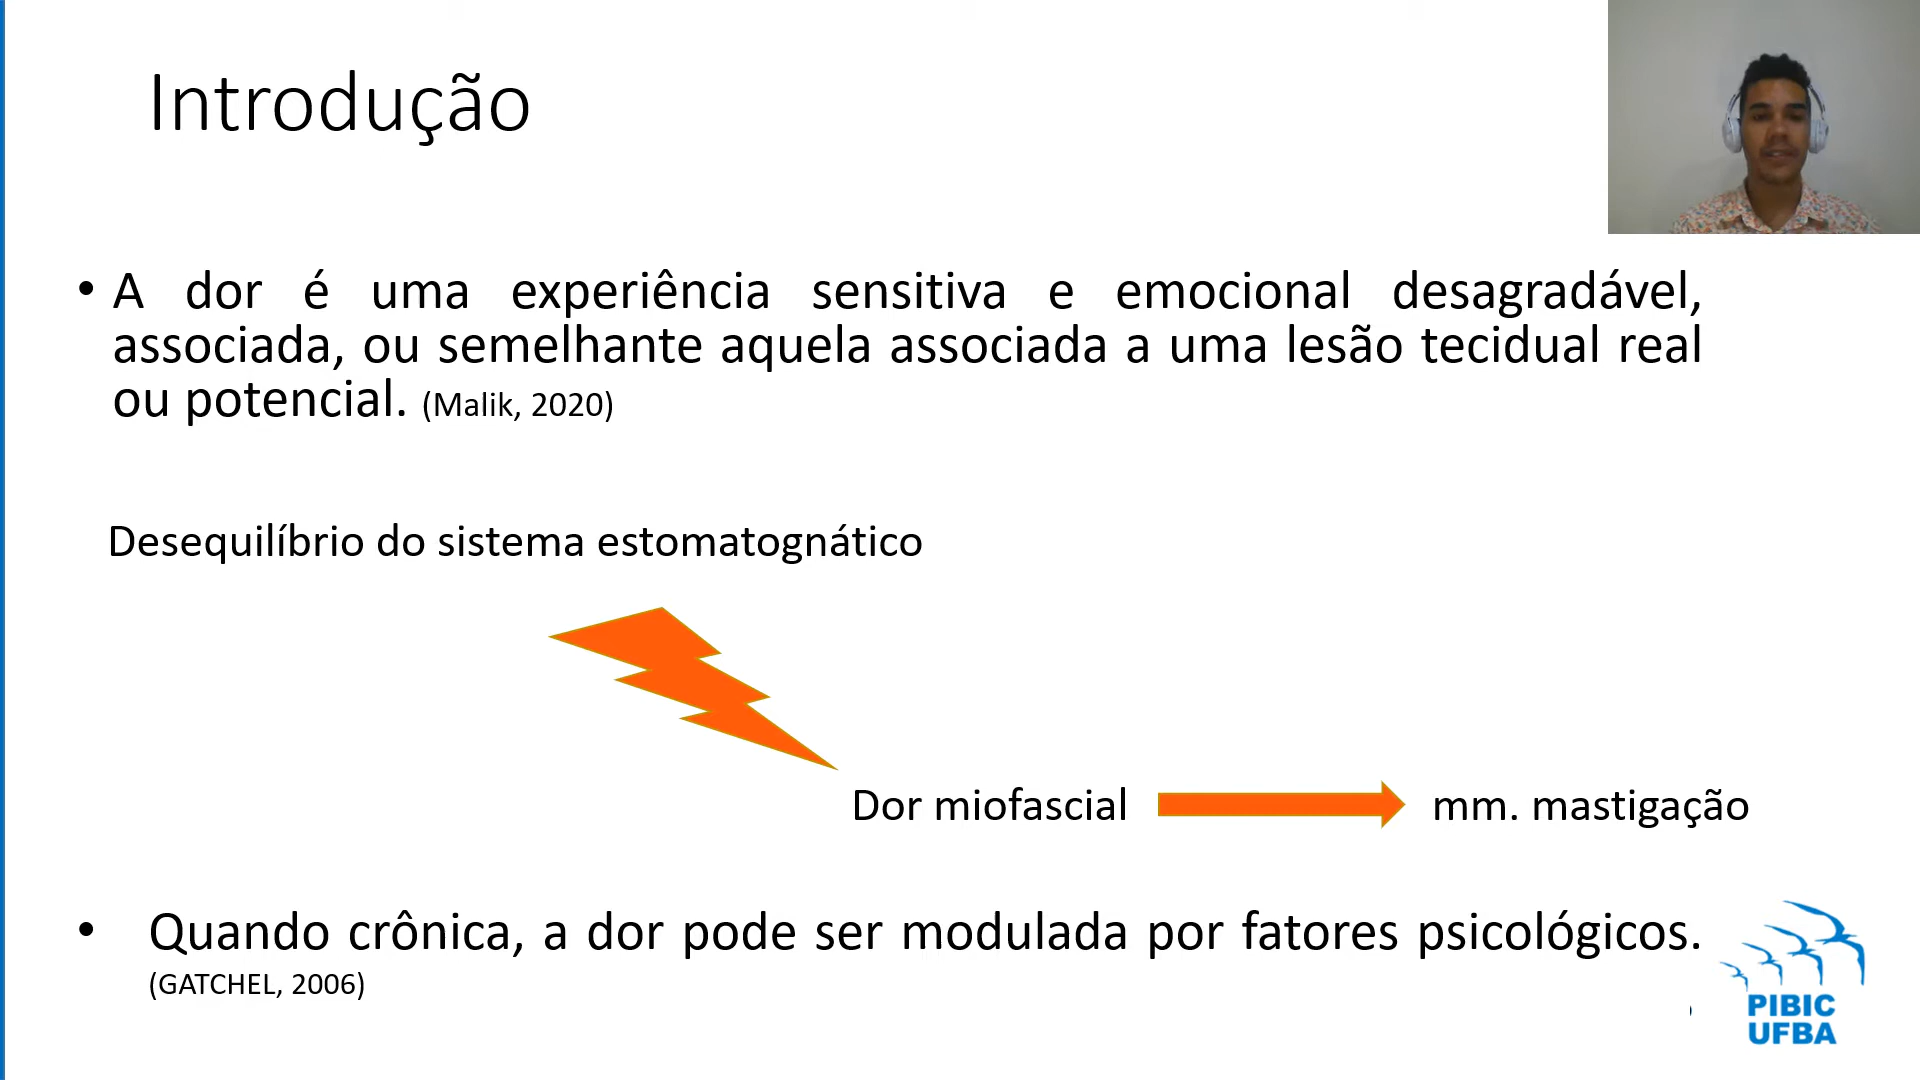 Introdução
• A dor é uma experiência sensitiva e emocional desagradável,
associada, ou semelhante aquela associada a uma lesão tecidual real
ou potencial. (Malik, 2020)
Desequilíbrio do sistema estomatognático
Dor miofascial
mm. mastigação
• Quando crônica, a dor pode ser modulada por fatores psicológicos.
(GATCHEL, 2006)
PIBIC
UFBA